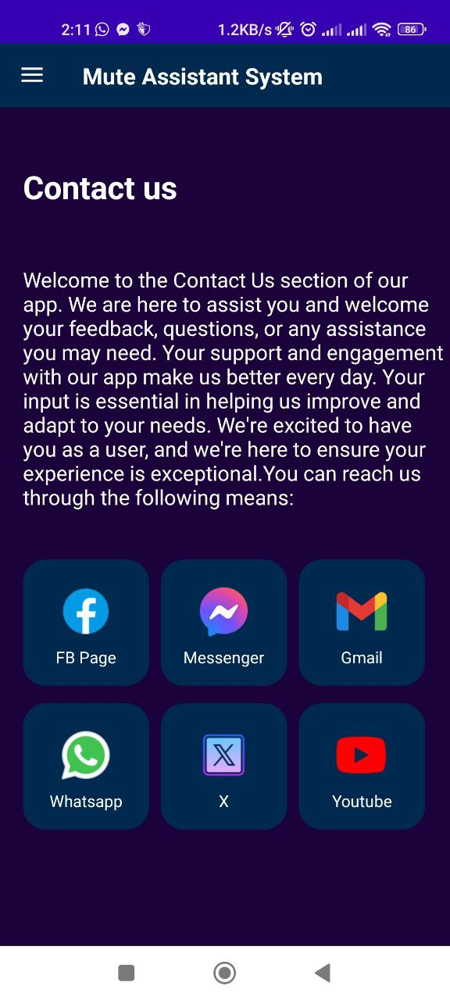 2:11 1.2KB/s 86
Mute Assistant System
Contact us
Welcome to the Contact Us section of our
app. We are here to assist you and welcome
your feedback, questions, or any assistance
you may need. Your support and engagement
with our app make us better every day. Your
input is essential in helping us improve and
adapt to your needs. We're excited to have
you as a user, and we're here to ensure your
experience is exceptional.You can reach us
through the following means:
FB Page Messenger Gmail
Whatsapp X Youtube